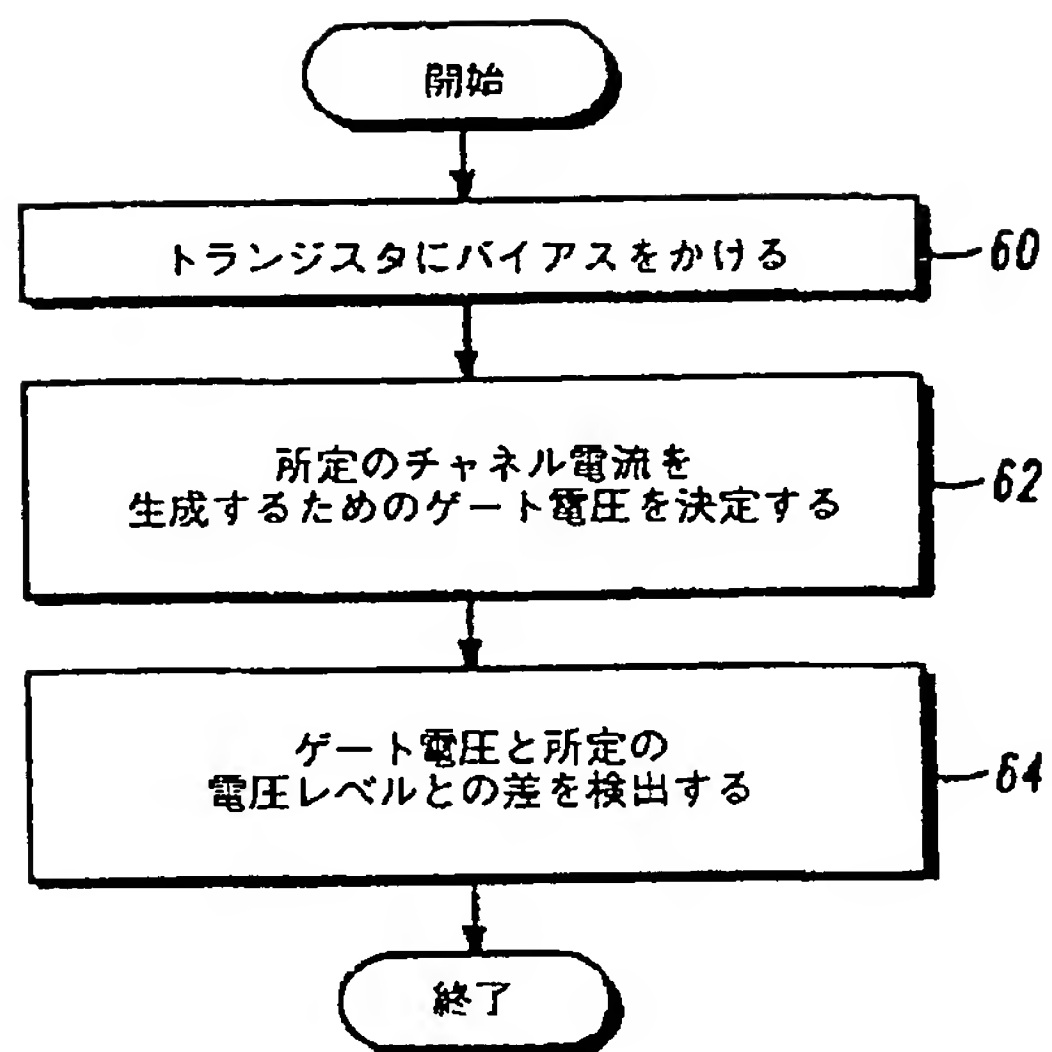 開始
トランジスタにバイアスをかける
60
所定のチャネル電流を
生成するためのゲート電圧を決定する
62
ゲート電圧と所定の
電圧レベルとの差を検出する
64
終了